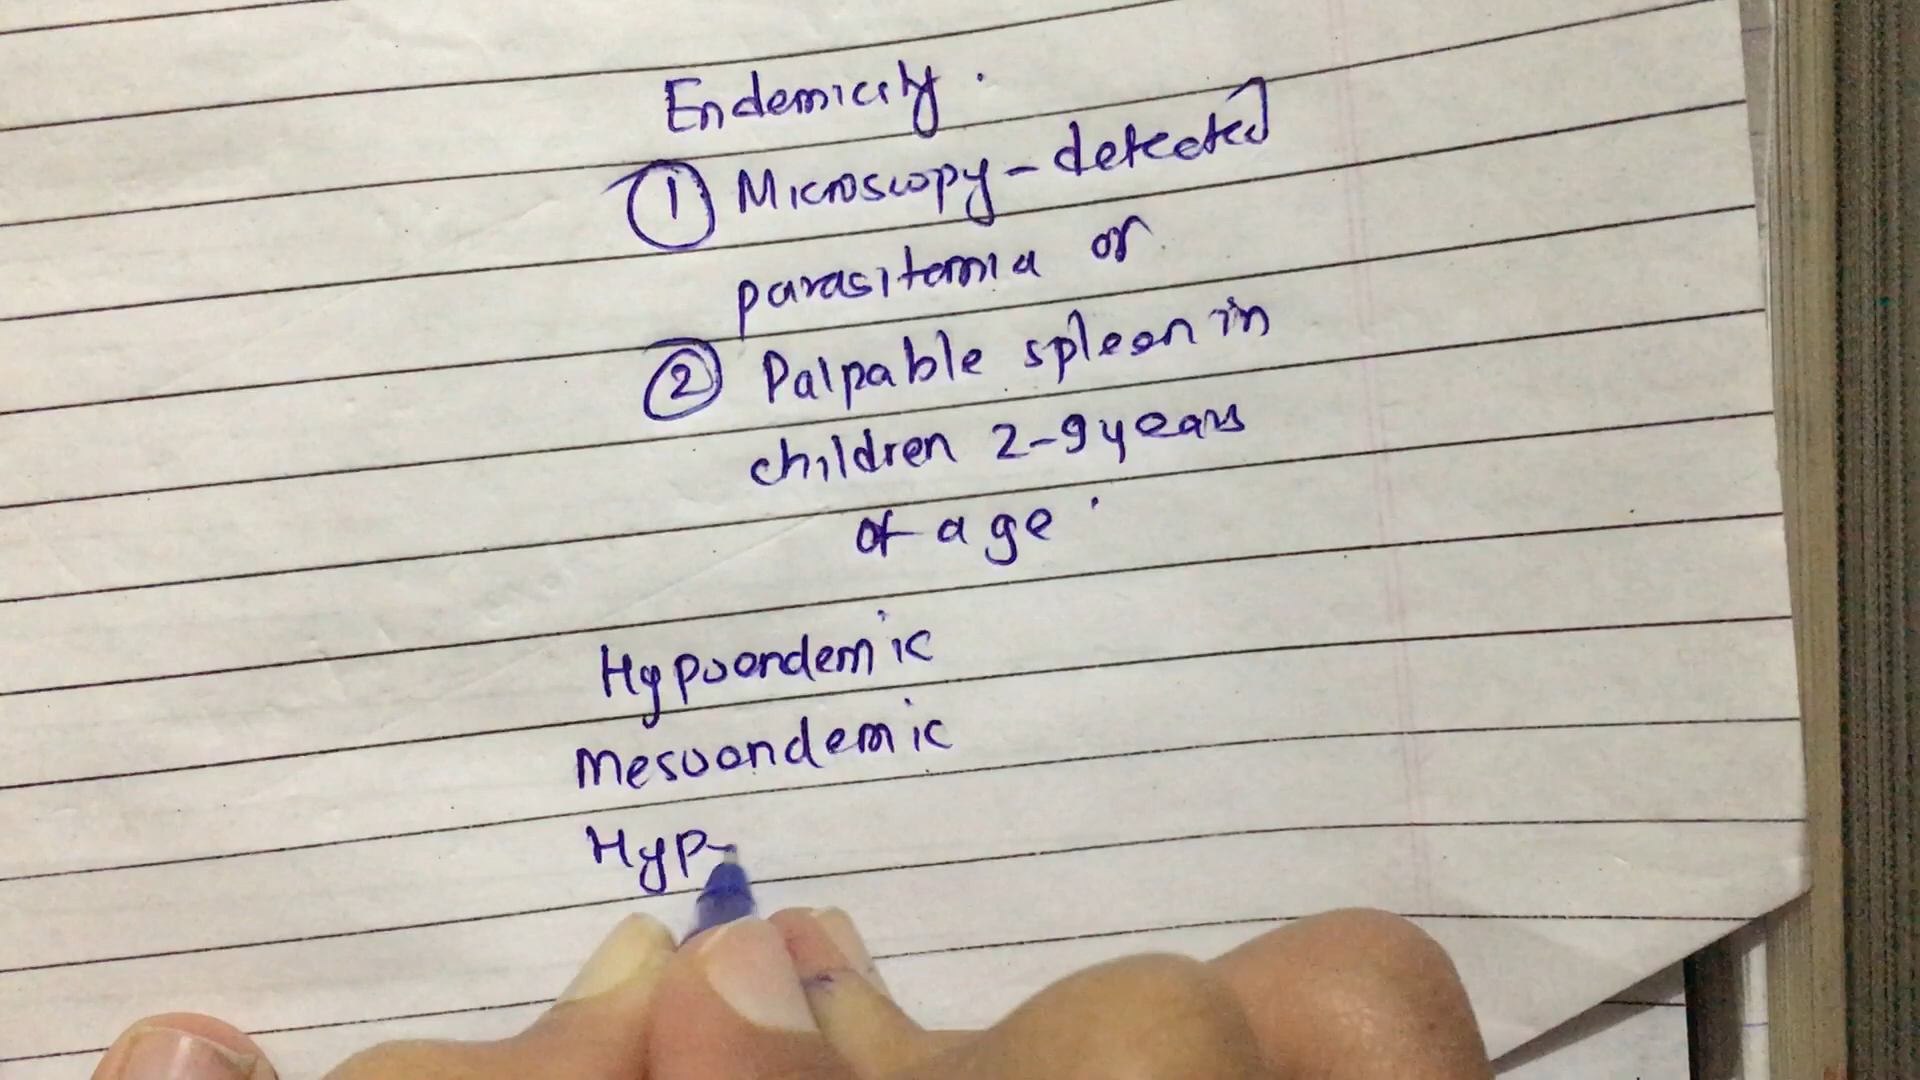 Endemicity.
① Microscopy-detected
parasitemia or
② Palpable spleen in
children 2-9 years
of age.
Hypoendemic
Mesoendemic
Hyp